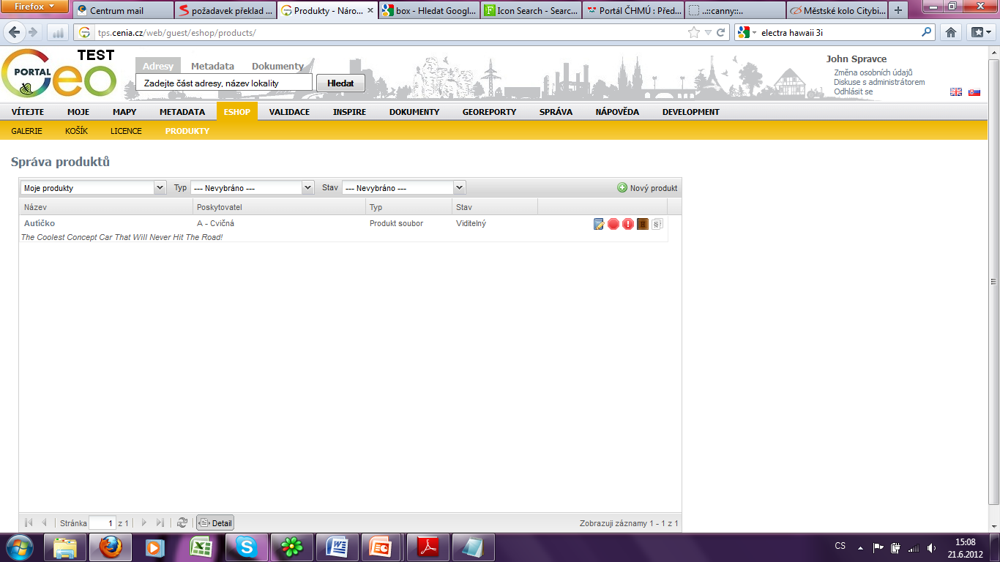 Firefox
Centrum mail
požadavek překlad ...
Produkty - Náro...
box - Hledat Googl...
Icon Search - Searc...
Portál ČHMÚ : Před...
..::canny::..
Městské kolo Citybi...
tps.cenia.cz/web/guest/eshop/products/
electra hawaii 3i
TEST
PORTAL
Geo
Adresy
Metadata
Dokumenty
Zadejte část adresy, název lokality
Hledat
John Spravce
Změna osobních údajů
Diskuse s administrátorem
Odhlásit se
VÍTEJTE
MOJE
MAPY
METADATA
ESHOP
VALIDACE
INSPIRE
DOKUMENTY
GEOREPORTY
SPRÁVA
NÁPOVĚDA
DEVELOPMENT
GALERIE
KOŠÍK
LICENCE
PRODUKTY
Správa produktů
Moje produkty
Typ
--- Nevybráno ---
Stav
--- Nevybráno ---
Nový produkt
Název
Poskytovatel
Typ
Stav
Autíčko
A - Cvičná
Produkt soubor
Viditelný
The Coolest Concept Car That Will Never Hit The Road!
Stránka
1
z 1
Detail
Zobrazuji záznamy 1 - 1 z 1
CS
15:08
21.6.2012